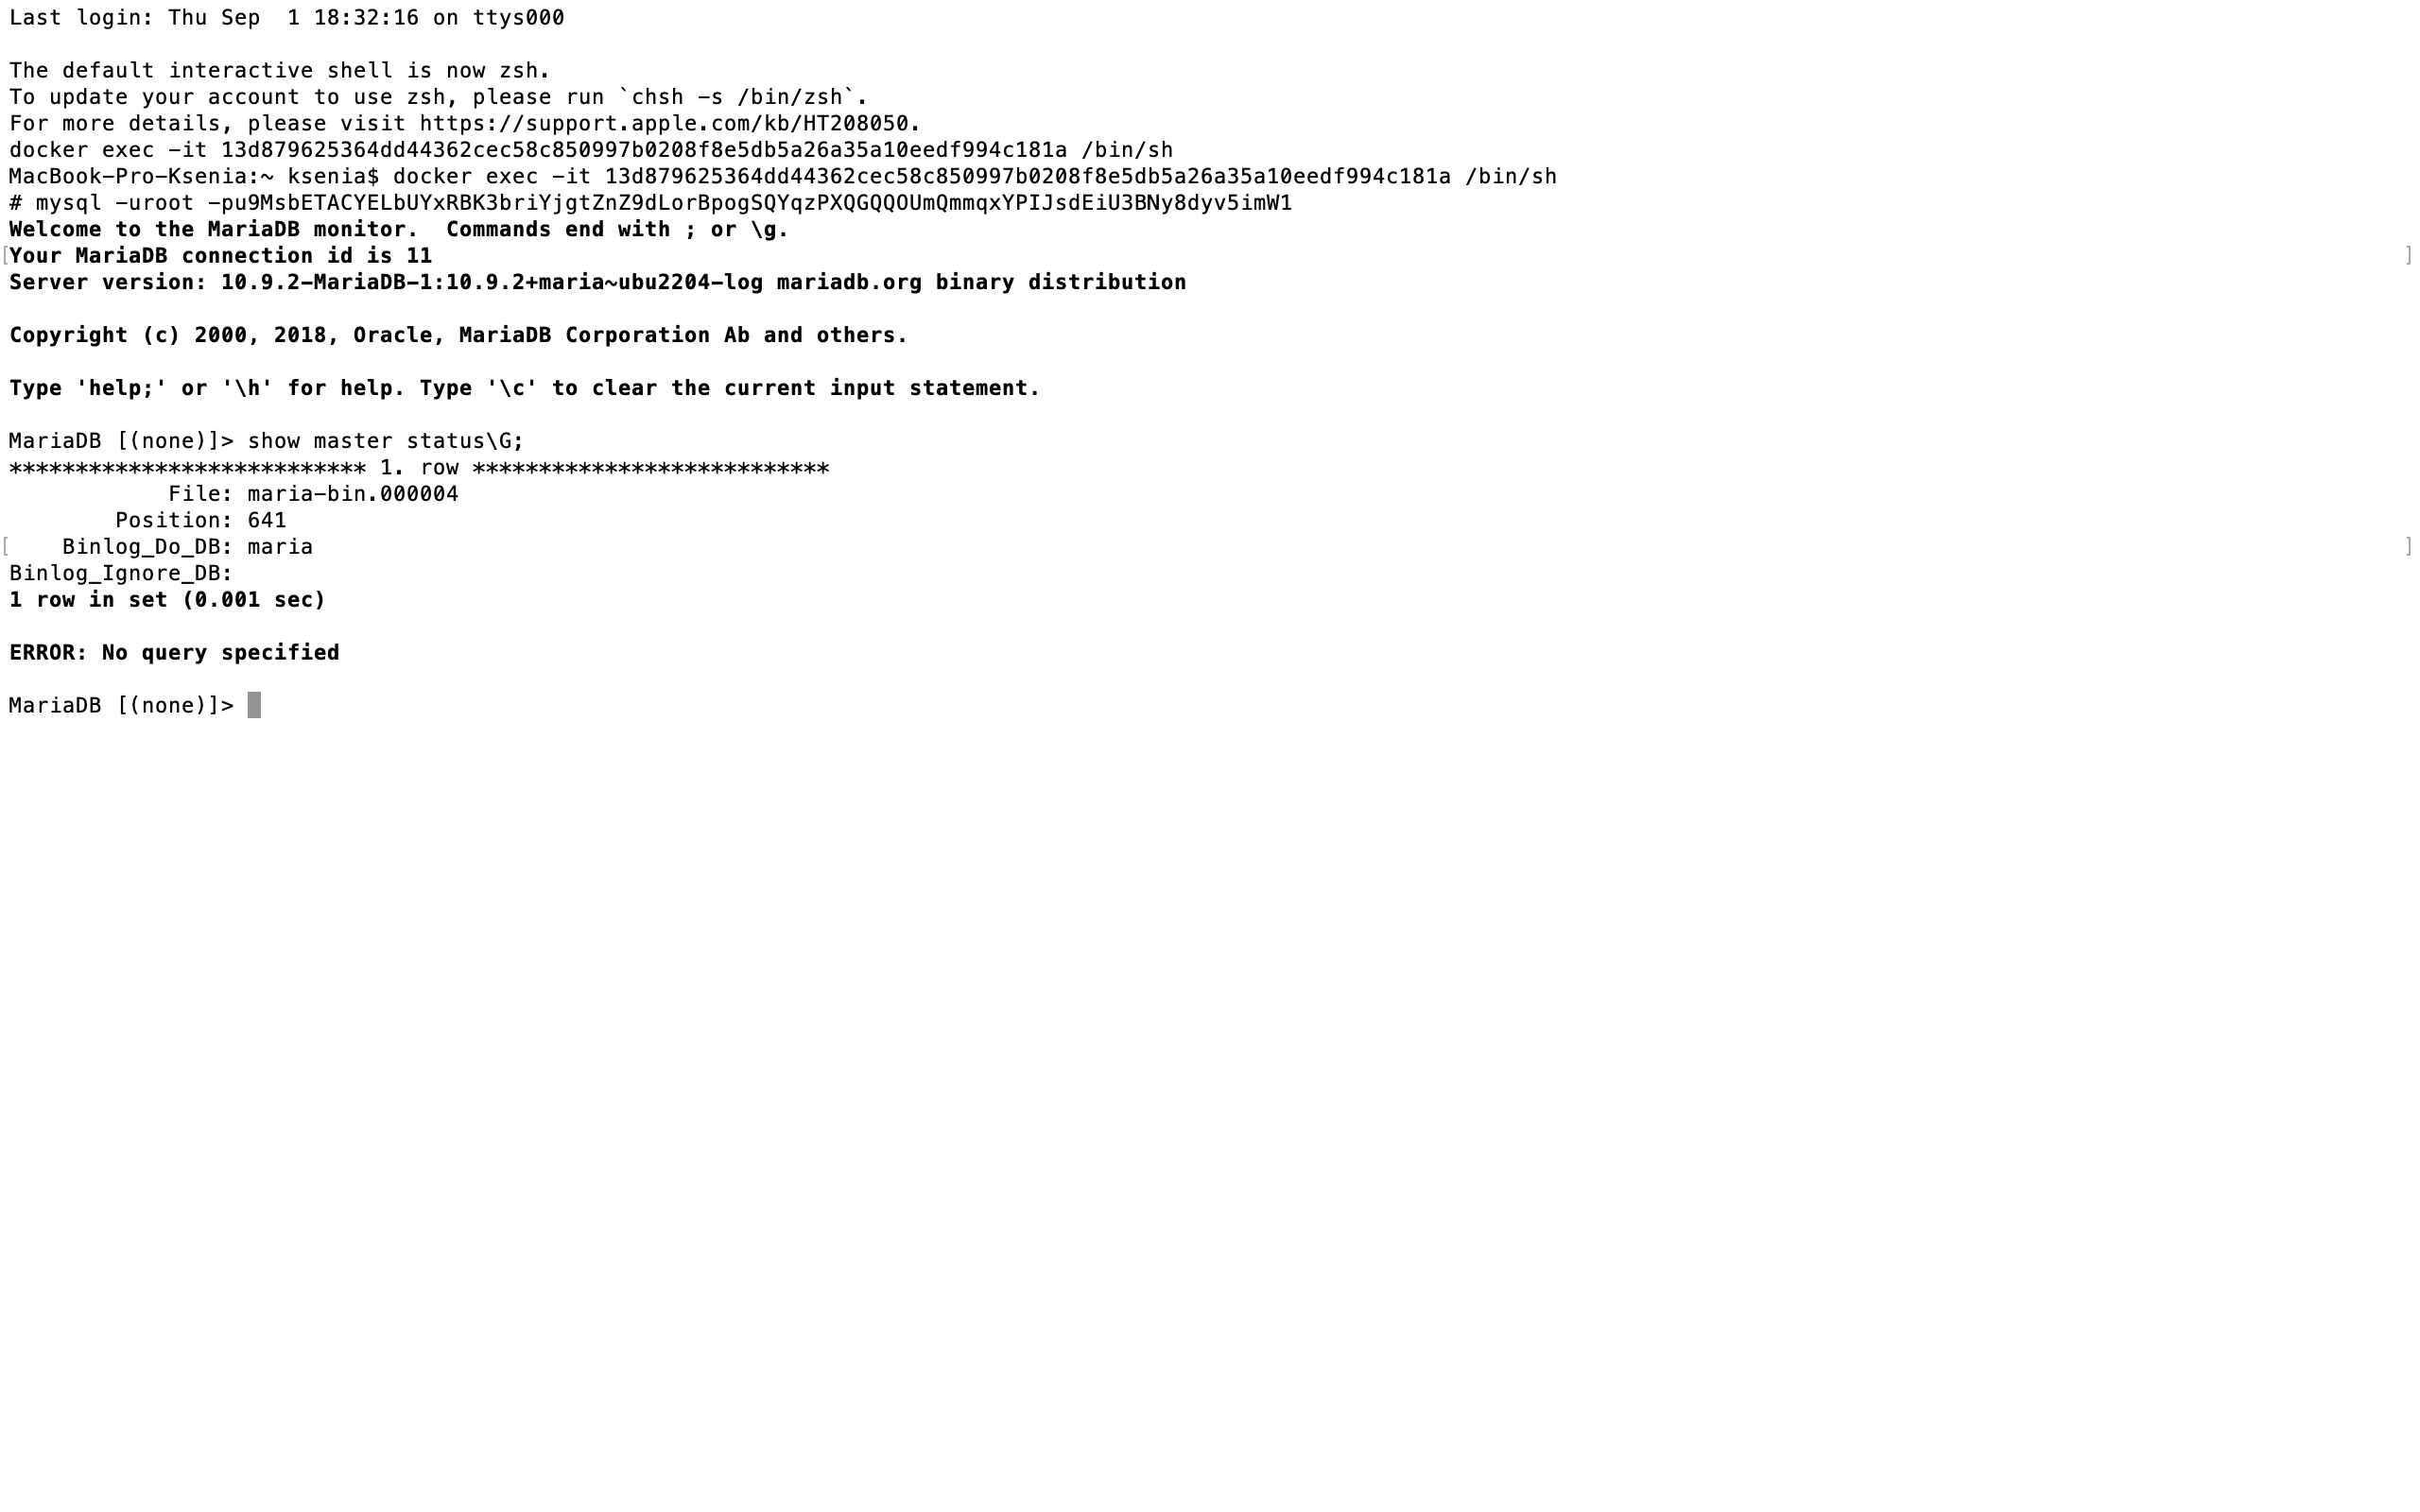 Last login: Thu Sep  1 18:32:16 on ttys000
The default interactive shell is now zsh.
To update your account to use zsh, please run `chsh -s /bin/zsh`.
For more details, please visit https://support.apple.com/kb/HT208050.
docker exec -it 13d879625364dd44362cec58c850997b0208f8e5db5a26a35a10eedf994c181a /bin/sh
MacBook-Pro-Ksenia:~ ksenia$ docker exec -it 13d879625364dd44362cec58c850997b0208f8e5db5a26a35a10eedf994c181a /bin/sh
# mysql -uroot -pu9MsbETACYELbUYxRBK3briYjgtZnZ9dLorBpogSQYqzPXQGQQOUmQmmqxYPIJsdEiU3BNy8dyv5imW1
Welcome to the MariaDB monitor.  Commands end with ; or \g.
[Your MariaDB connection id is 11 ]
Server version: 10.9.2-MariaDB-1:10.9.2+maria~ubu2204-log mariadb.org binary distribution
Copyright (c) 2000, 2018, Oracle, MariaDB Corporation Ab and others.
Type 'help;' or '\h' for help. Type '\c' to clear the current input statement.
MariaDB [(none)]> show master status\G;
*************************** 1. row ***************************
            File: maria-bin.000004
        Position: 641
[    Binlog_Do_DB: maria ]
Binlog_Ignore_DB:
1 row in set (0.001 sec)
ERROR: No query specified
MariaDB [(none)]>